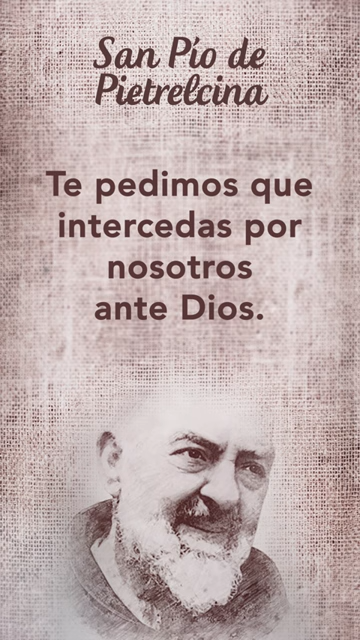 San Pío de
Pietrelcina
Te pedimos que
intercedas por
nosotros
ante Dios.